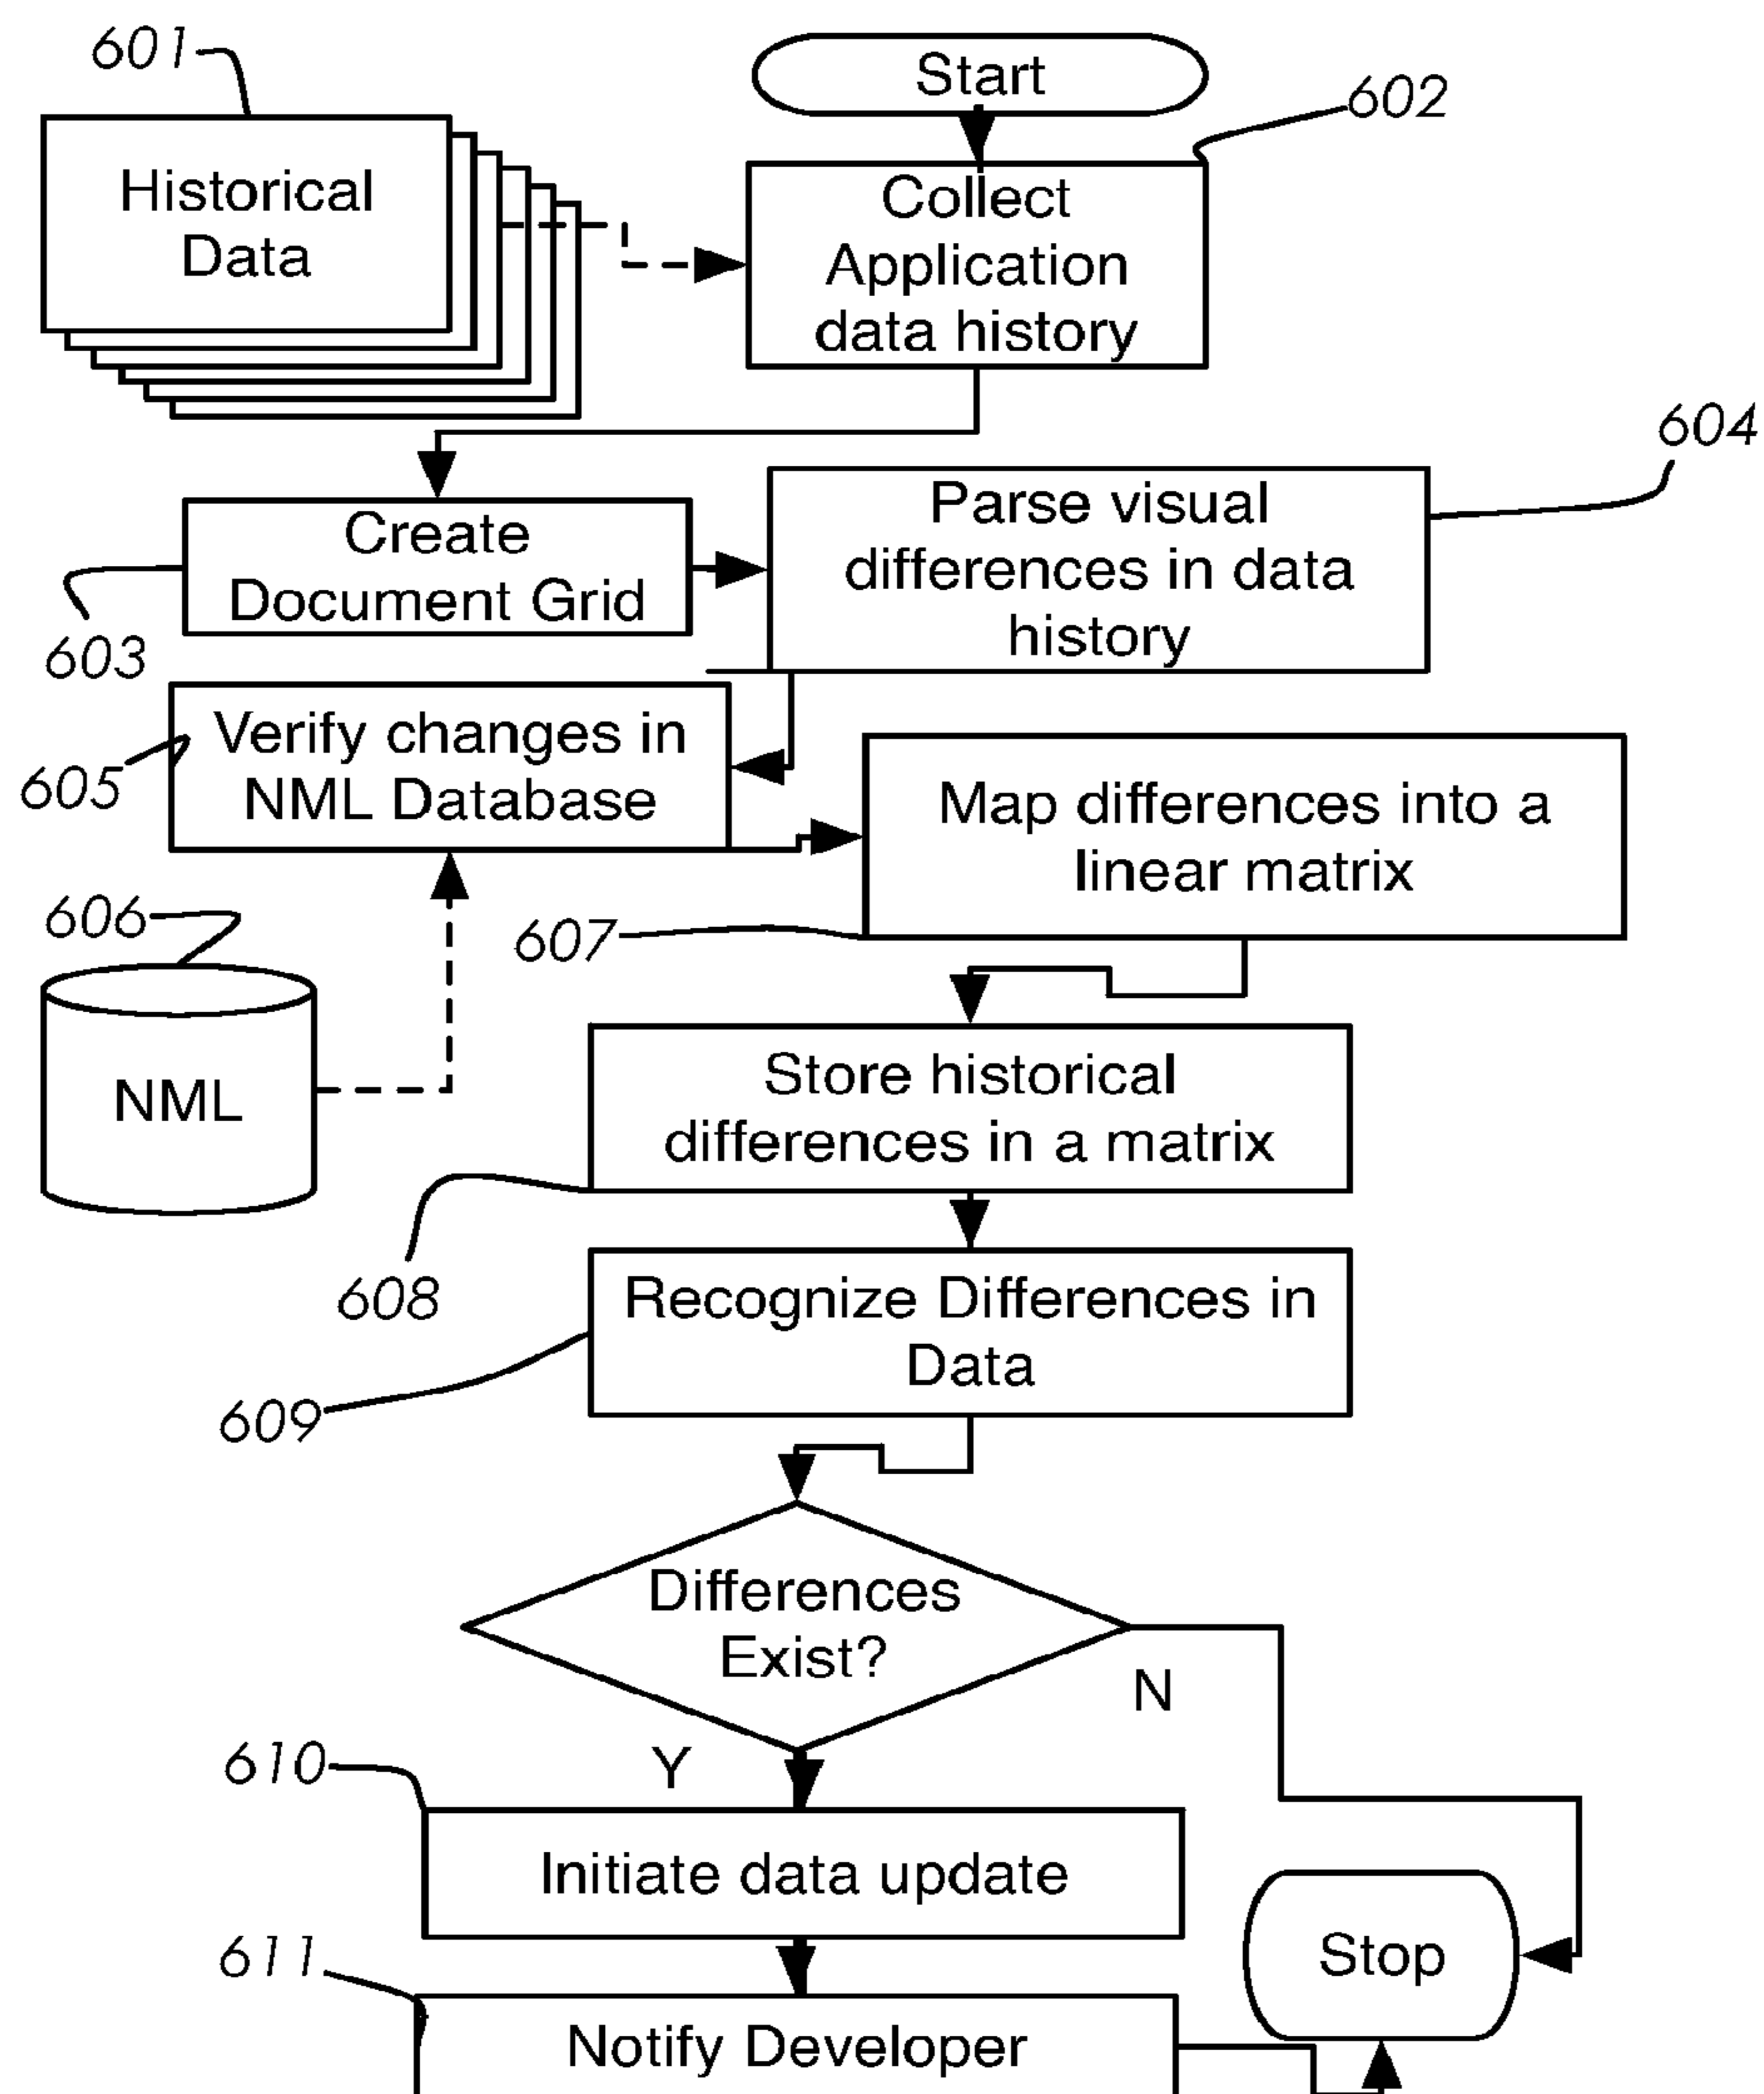 601
Start
602
Historical
Data
Collect
Application
data history
604
Create
Document Grid
603
Parse visual
differences in data
history
Verify changes in
NML Database
605
Map differences into a
linear matrix
606
607
NML
Store historical
differences in a matrix
608
Recognize Differences in
Data
609
Differences
Exist?
N
Y
610
Initiate data update
611
Stop
Notify Developer